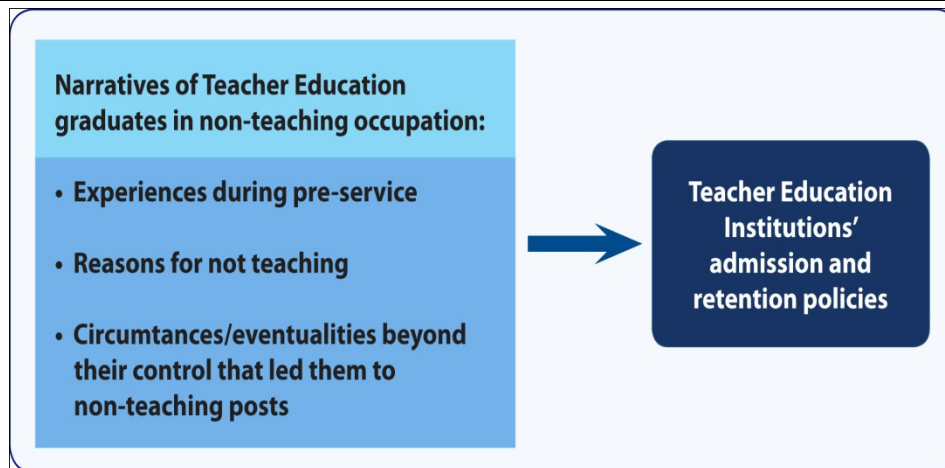 Narratives of Teacher Education
graduates in non-teaching occupation:
• Experiences during pre-service
• Reasons for not teaching
• Circumtances/eventualities beyond
their control that led them to
non-teaching posts
Teacher Education
Institutions’
admission and
retention policies